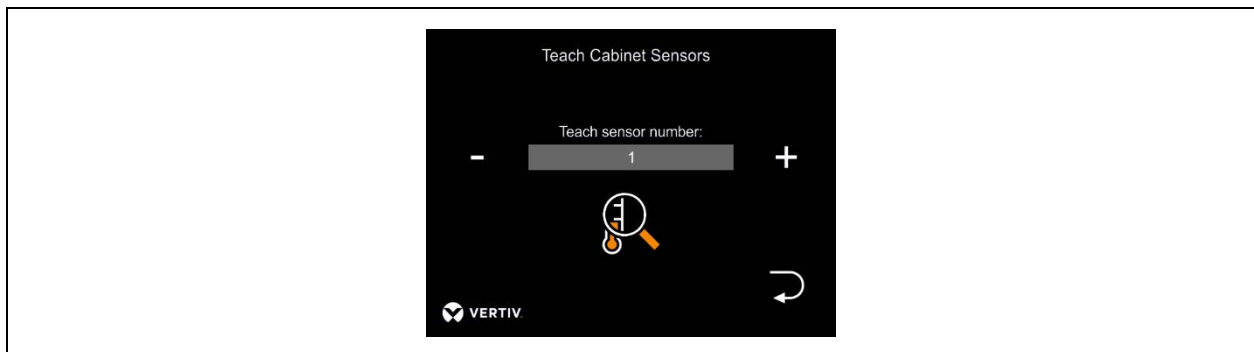 Teach Cabinet Sensors
Teach sensor number:
- 1 +
VERTIV.